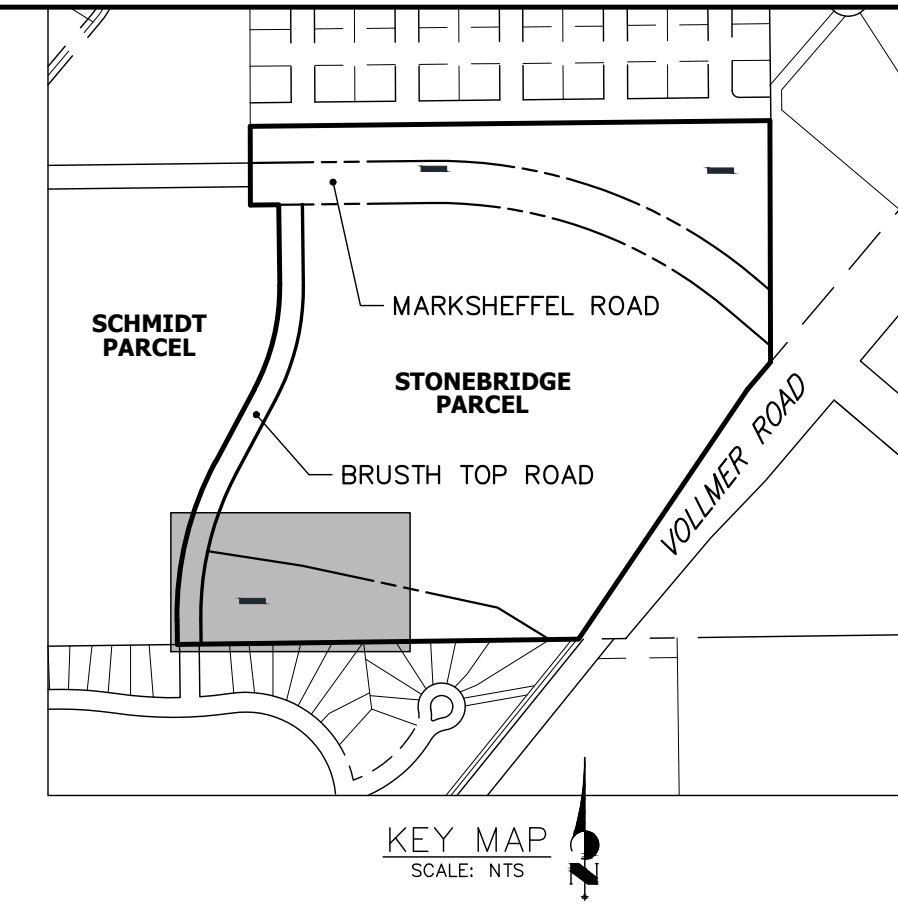 MARKSHEFFEL ROAD
SCHMIDT
PARCEL
STONEBRIDGE
PARCEL
VOLLMER ROAD
BRUSTH TOP ROAD
KEY MAP
SCALE: NTS
N